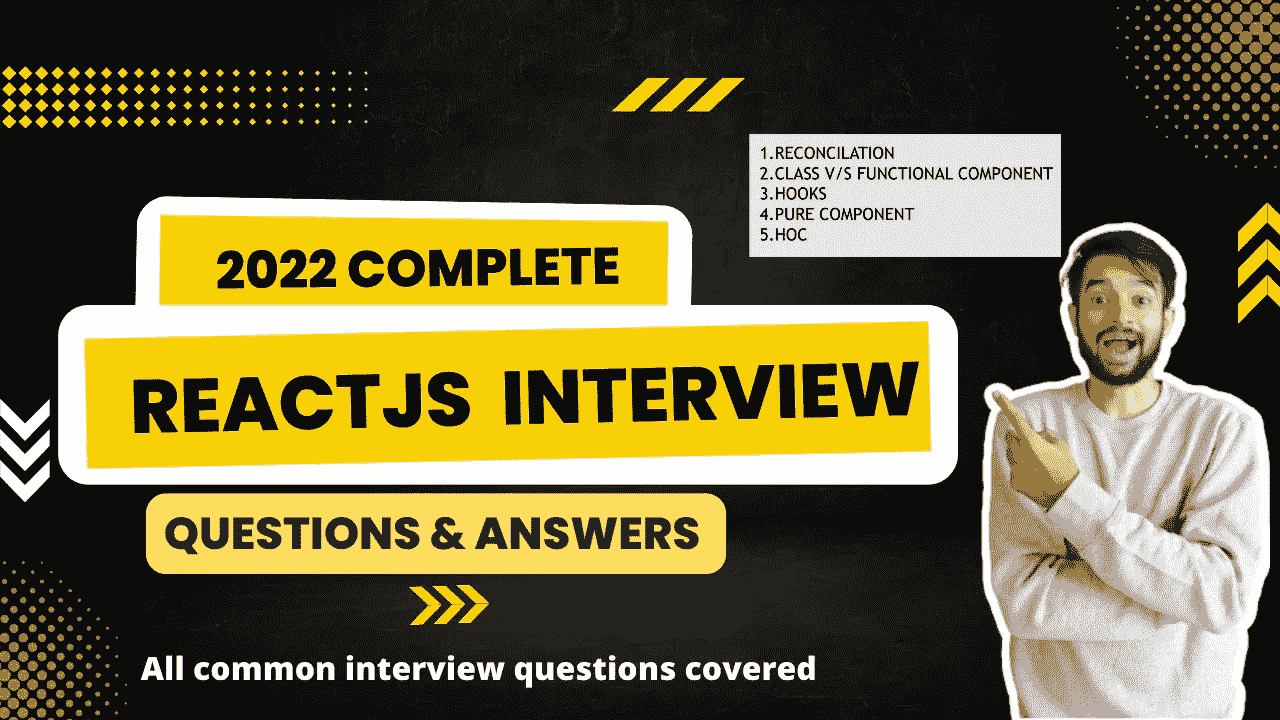 1.RECONCILATION
2.CLASS V/S FUNCTIONAL COMPONENT
3.HOOKS
4.PURE COMPONENT
5.HOC
2022 COMPLETE
REACTJS INTERVIEW
QUESTIONS & ANSWERS
All common interview questions covered